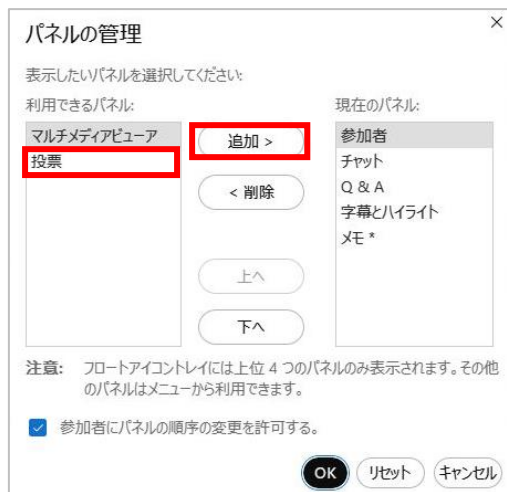 パネルの管理
×
表示したいパネルを選択してください:
利用できるパネル:
マルチメディアビューア
投票
追加 >
< 削除
上へ
下へ
現在のパネル:
参加者
チャット
Q & A
字幕とハイライト
メモ *
注意: フロートアイコントレイには上位 4 つのパネルのみ表示されます。その他
のパネルはメニューから利用できます。
参加者にパネルの順序の変更を許可する。
OK
リセット
キャンセル